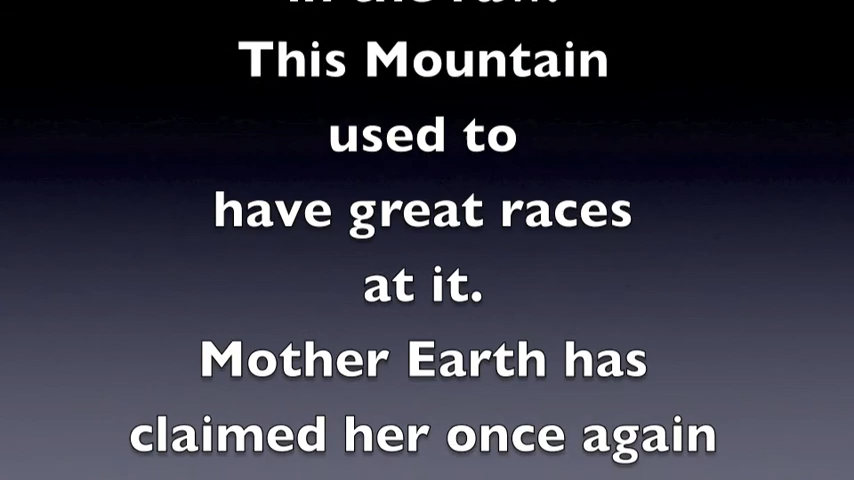 This Mountain
used to
have great races
at it.
Mother Earth has
claimed her once again